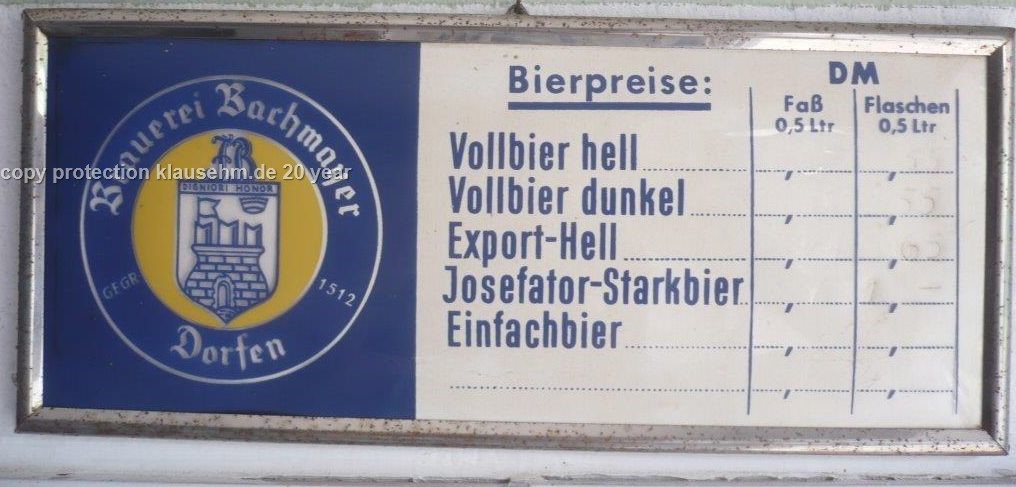 Brauerei Bachmayer
JB
DIGNIORI HONOR
GEGR 1512
Dorfen
copy protection klausehm.de 20 year
Bierpreise:
DM
Faß Flaschen
0,5 Ltr 0,5 Ltr
Vollbier hell
Vollbier dunkel
Export-Hell
Josefator-Starkbier
Einfachbier